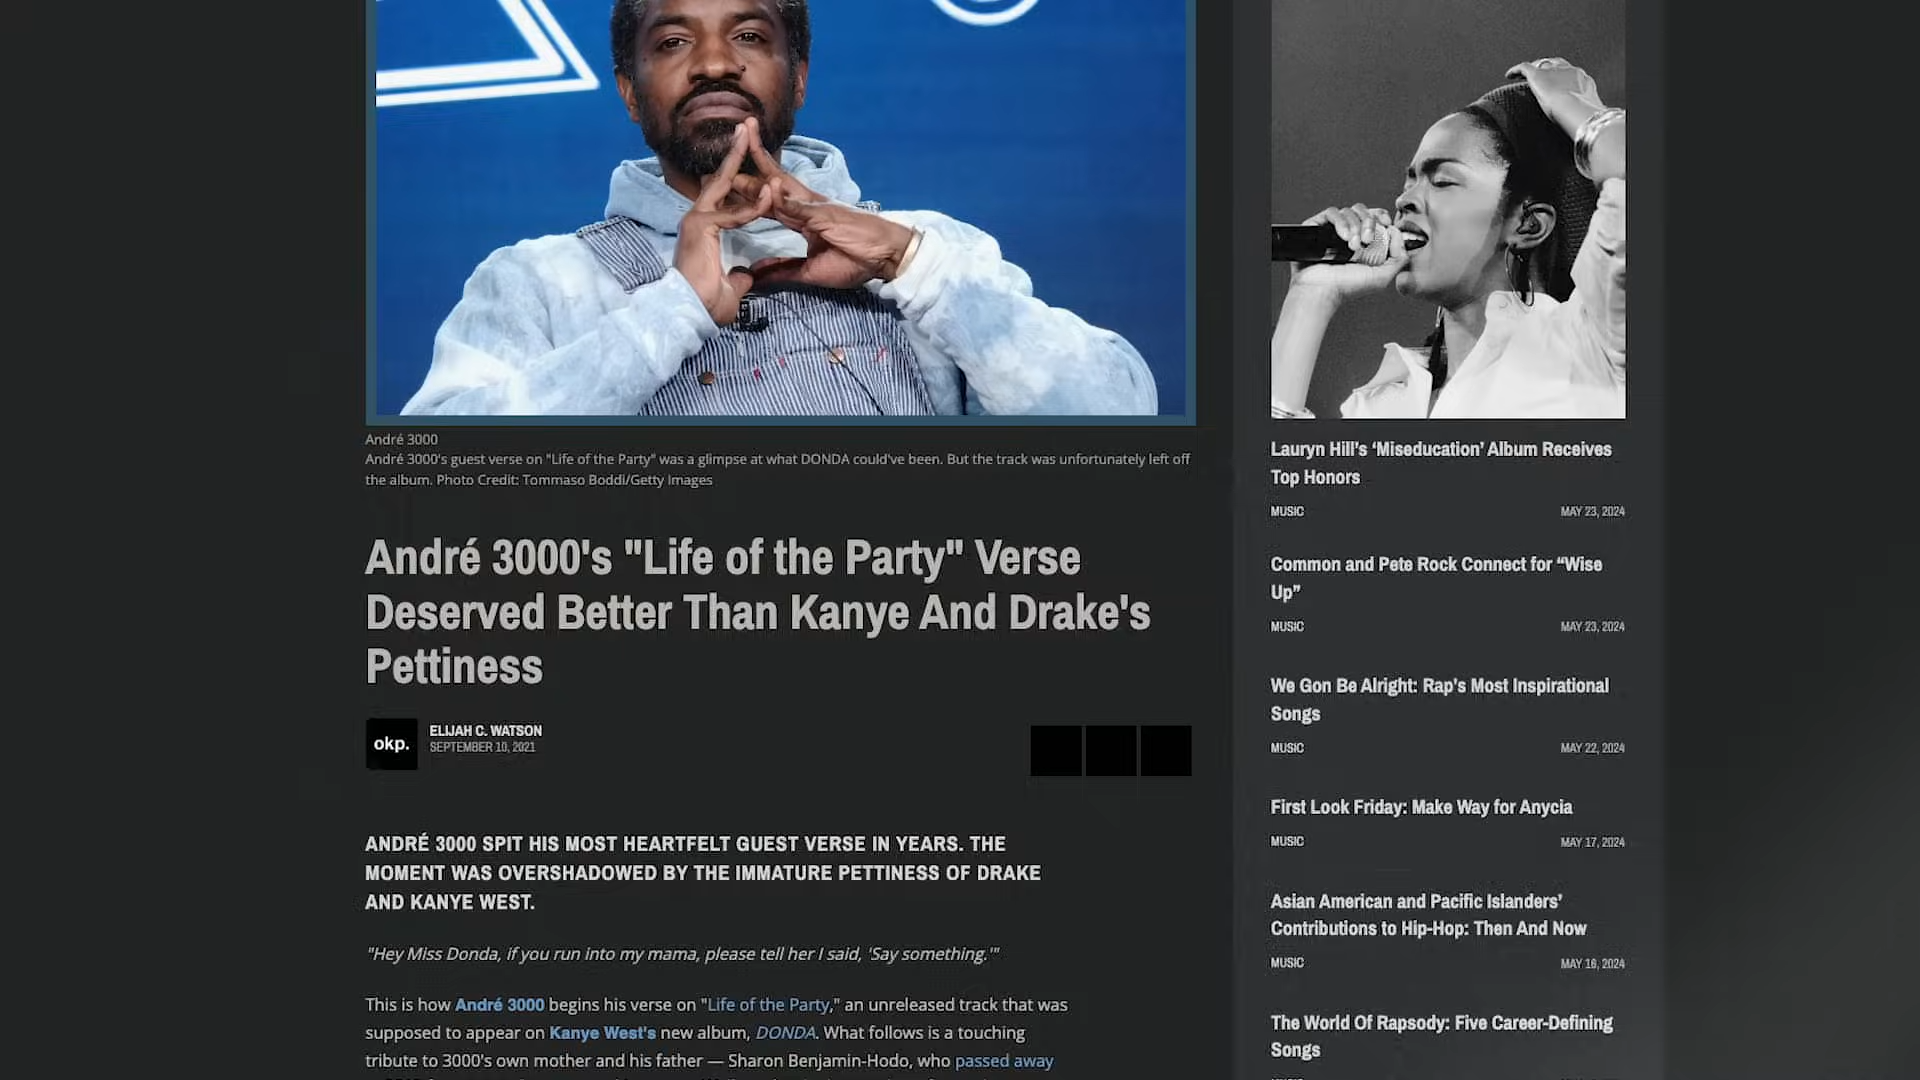 André 3000
André 3000's guest verse on "Life of the Party" was a glimpse at what DONDA could've been. But the track was unfortunately left off
the album. Photo Credit: Tommaso Boddi/Getty Images
André 3000's "Life of the Party" Verse
Deserved Better Than Kanye And Drake's
Pettiness
okp.
ELIJAH C. WATSON
SEPTEMBER 10, 2021
ANDRÉ 3000 SPIT HIS MOST HEARTFELT GUEST VERSE IN YEARS. THE
MOMENT WAS OVERSHADOWED BY THE IMMATURE PETTINESS OF DRAKE
AND KANYE WEST.
"Hey Miss Donda, if you run into my mama, please tell her I said, 'Say something.'"
This is how André 3000 begins his verse on "Life of the Party," an unreleased track that was
supposed to appear on Kanye West's new album, DONDA. What follows is a touching
tribute to 3000's own mother and his father — Sharon Benjamin-Hodo, who passed away
Lauryn Hill's ‘Miseducation’ Album Receives
Top Honors
MUSIC MAY 23, 2024
Common and Pete Rock Connect for “Wise
Up”
MUSIC MAY 23, 2024
We Gon Be Alright: Rap's Most Inspirational
Songs
MUSIC MAY 22, 2024
First Look Friday: Make Way for Anycia
MUSIC MAY 17, 2024
Asian American and Pacific Islanders’
Contributions to Hip-Hop: Then And Now
MUSIC MAY 16, 2024
The World Of Rapsody: Five Career-Defining
Songs